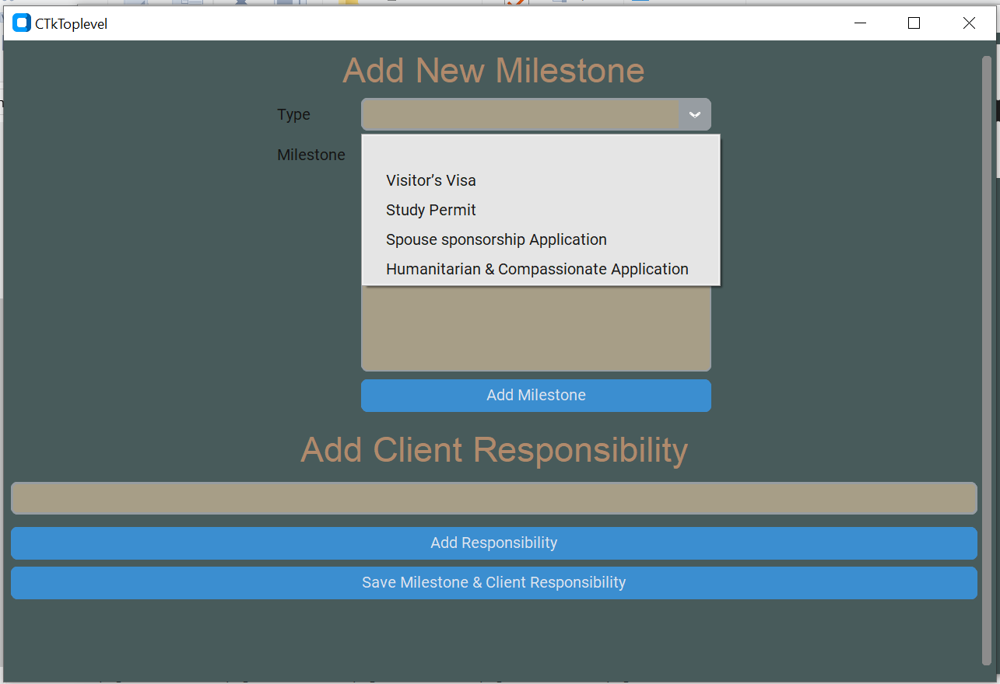 CTkToplevel
Add New Milestone
Type
Milestone
Visitor’s Visa
Study Permit
Spouse sponsorship Application
Humanitarian & Compassionate Application
Add Milestone
Add Client Responsibility
Add Responsibility
Save Milestone & Client Responsibility